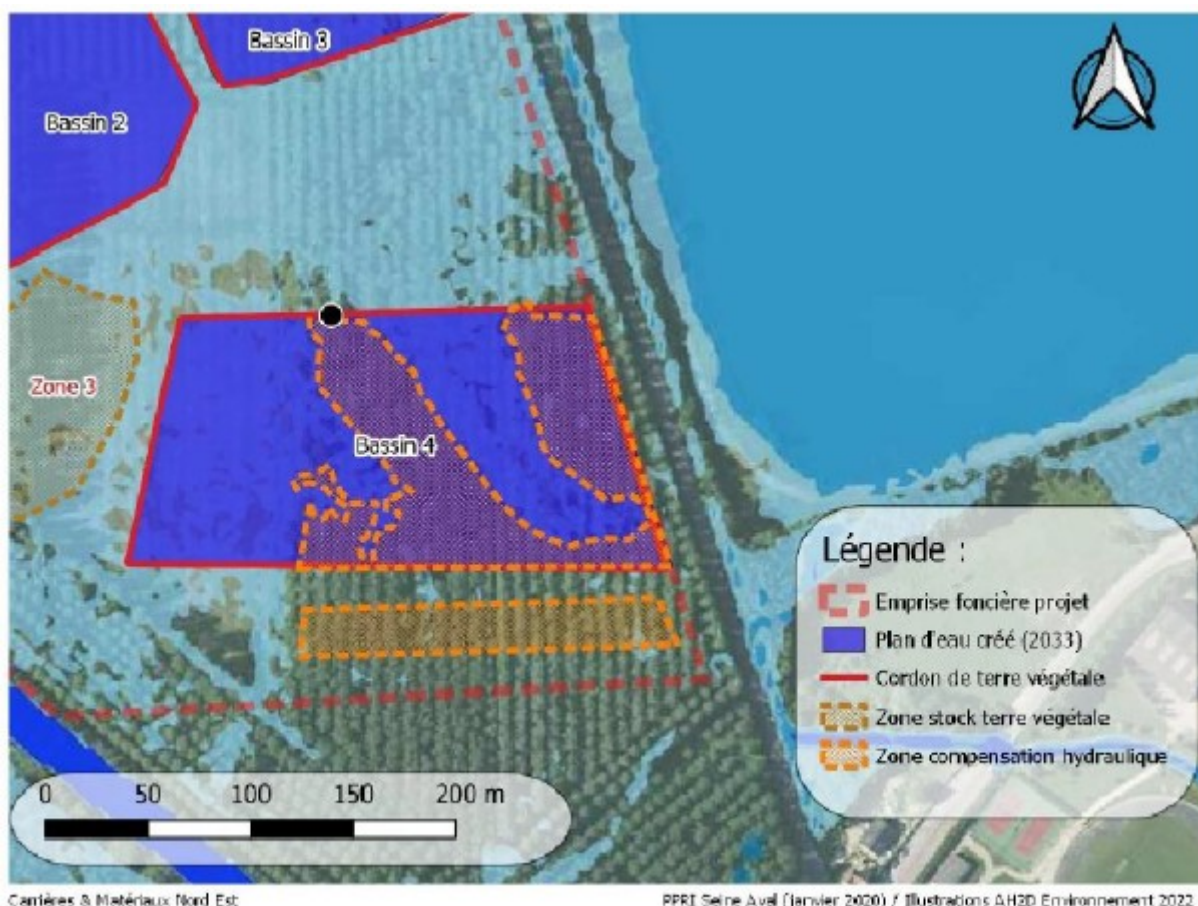 Bassin 3
Bassin 2
Zone 3
Bassin 4
Légende :
Emprise foncière projet
Plan d'eau créé (2033)
Cordon de terre végétale
Zone stock terre végétale
Zone compensation hydraulique
0 50 100 150 200 m
Carrières & Matériaux Nord Est
PPRI Seine Aval (janvier 2020) / Illustrations AH2D Environnement 2022